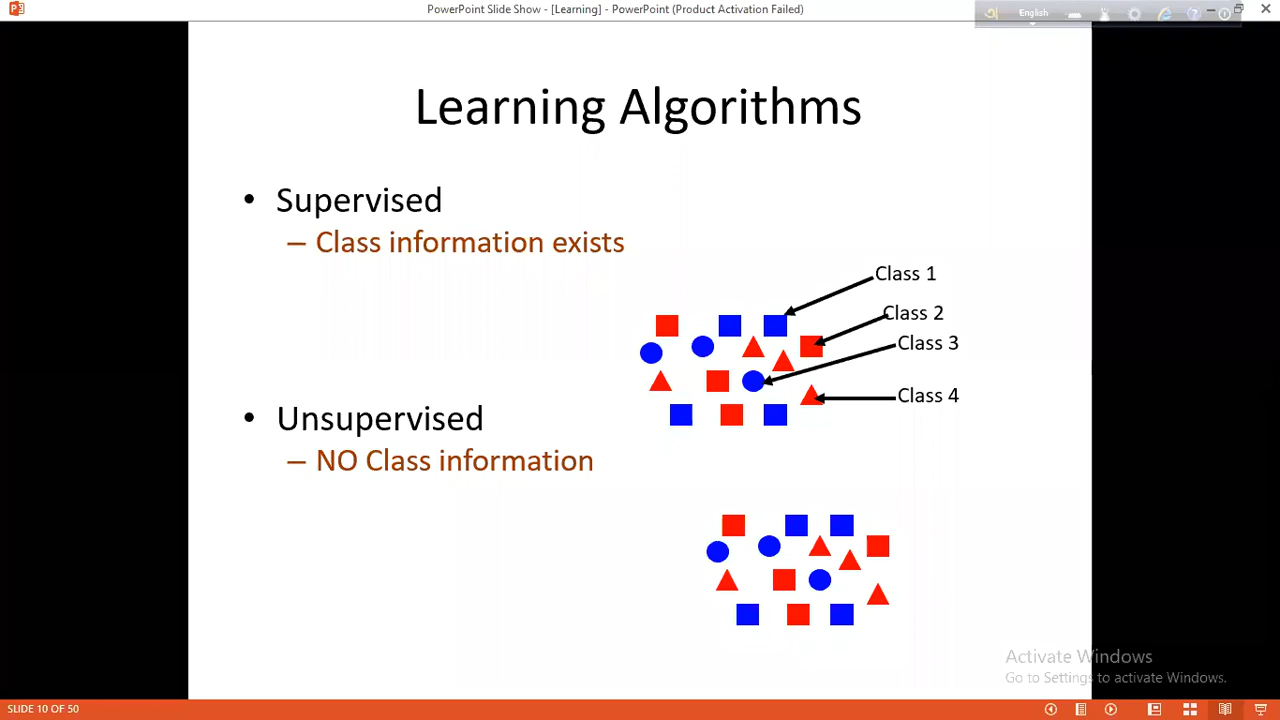 PowerPoint Slide Show - [Learning] - PowerPoint (Product Activation Failed)
English
Learning Algorithms
• Supervised
– Class information exists
Class 1
Class 2
Class 3
Class 4
• Unsupervised
– NO Class information
Activate Windows
Go to Settings to activate Windows.
SLIDE 10 OF 50